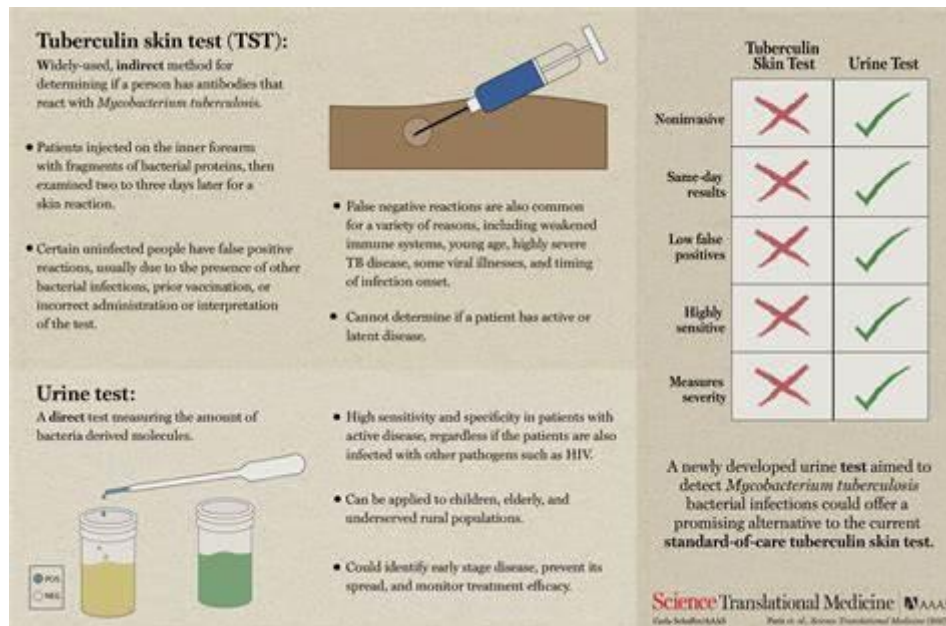 Tuberculin skin test (TST):
Widely-used, indirect method for
determining if a person has antibodies that
react with Mycobacterium tuberculosis.
• Patients injected on the inner forearm
with fragments of bacterial proteins, then
examined two to three days later for a
skin reaction.
• Certain uninfected people have false positive
reactions, usually due to the presence of other
bacterial infections, prior vaccination, or
incorrect administration or interpretation
of the test.
• False negative reactions are also common
for a variety of reasons, including weakened
immune systems, young age, highly severe
TB disease, some viral illnesses, and timing
of infection onset.
• Cannot determine if a patient has active or
latent disease.
Urine test:
A direct test measuring the amount of
bacteria derived molecules.
POS
NEG
• High sensitivity and specificity in patients with
active disease, regardless if the patients are also
infected with other pathogens such as HIV.
• Can be applied to children, elderly, and
underserved rural populations.
• Could identify early stage disease, prevent its
spread, and monitor treatment efficacy.
Tuberculin
Skin Test
Urine Test
Noninvasive
Same-day
results
Low false
positives
Highly
sensitive
Measures
severity
A newly developed urine test aimed to
detect Mycobacterium tuberculosis
bacterial infections could offer a
promising alternative to the current
standard-of-care tuberculin skin test.
Science Translational Medicine AAAS
Science Translational Medicine